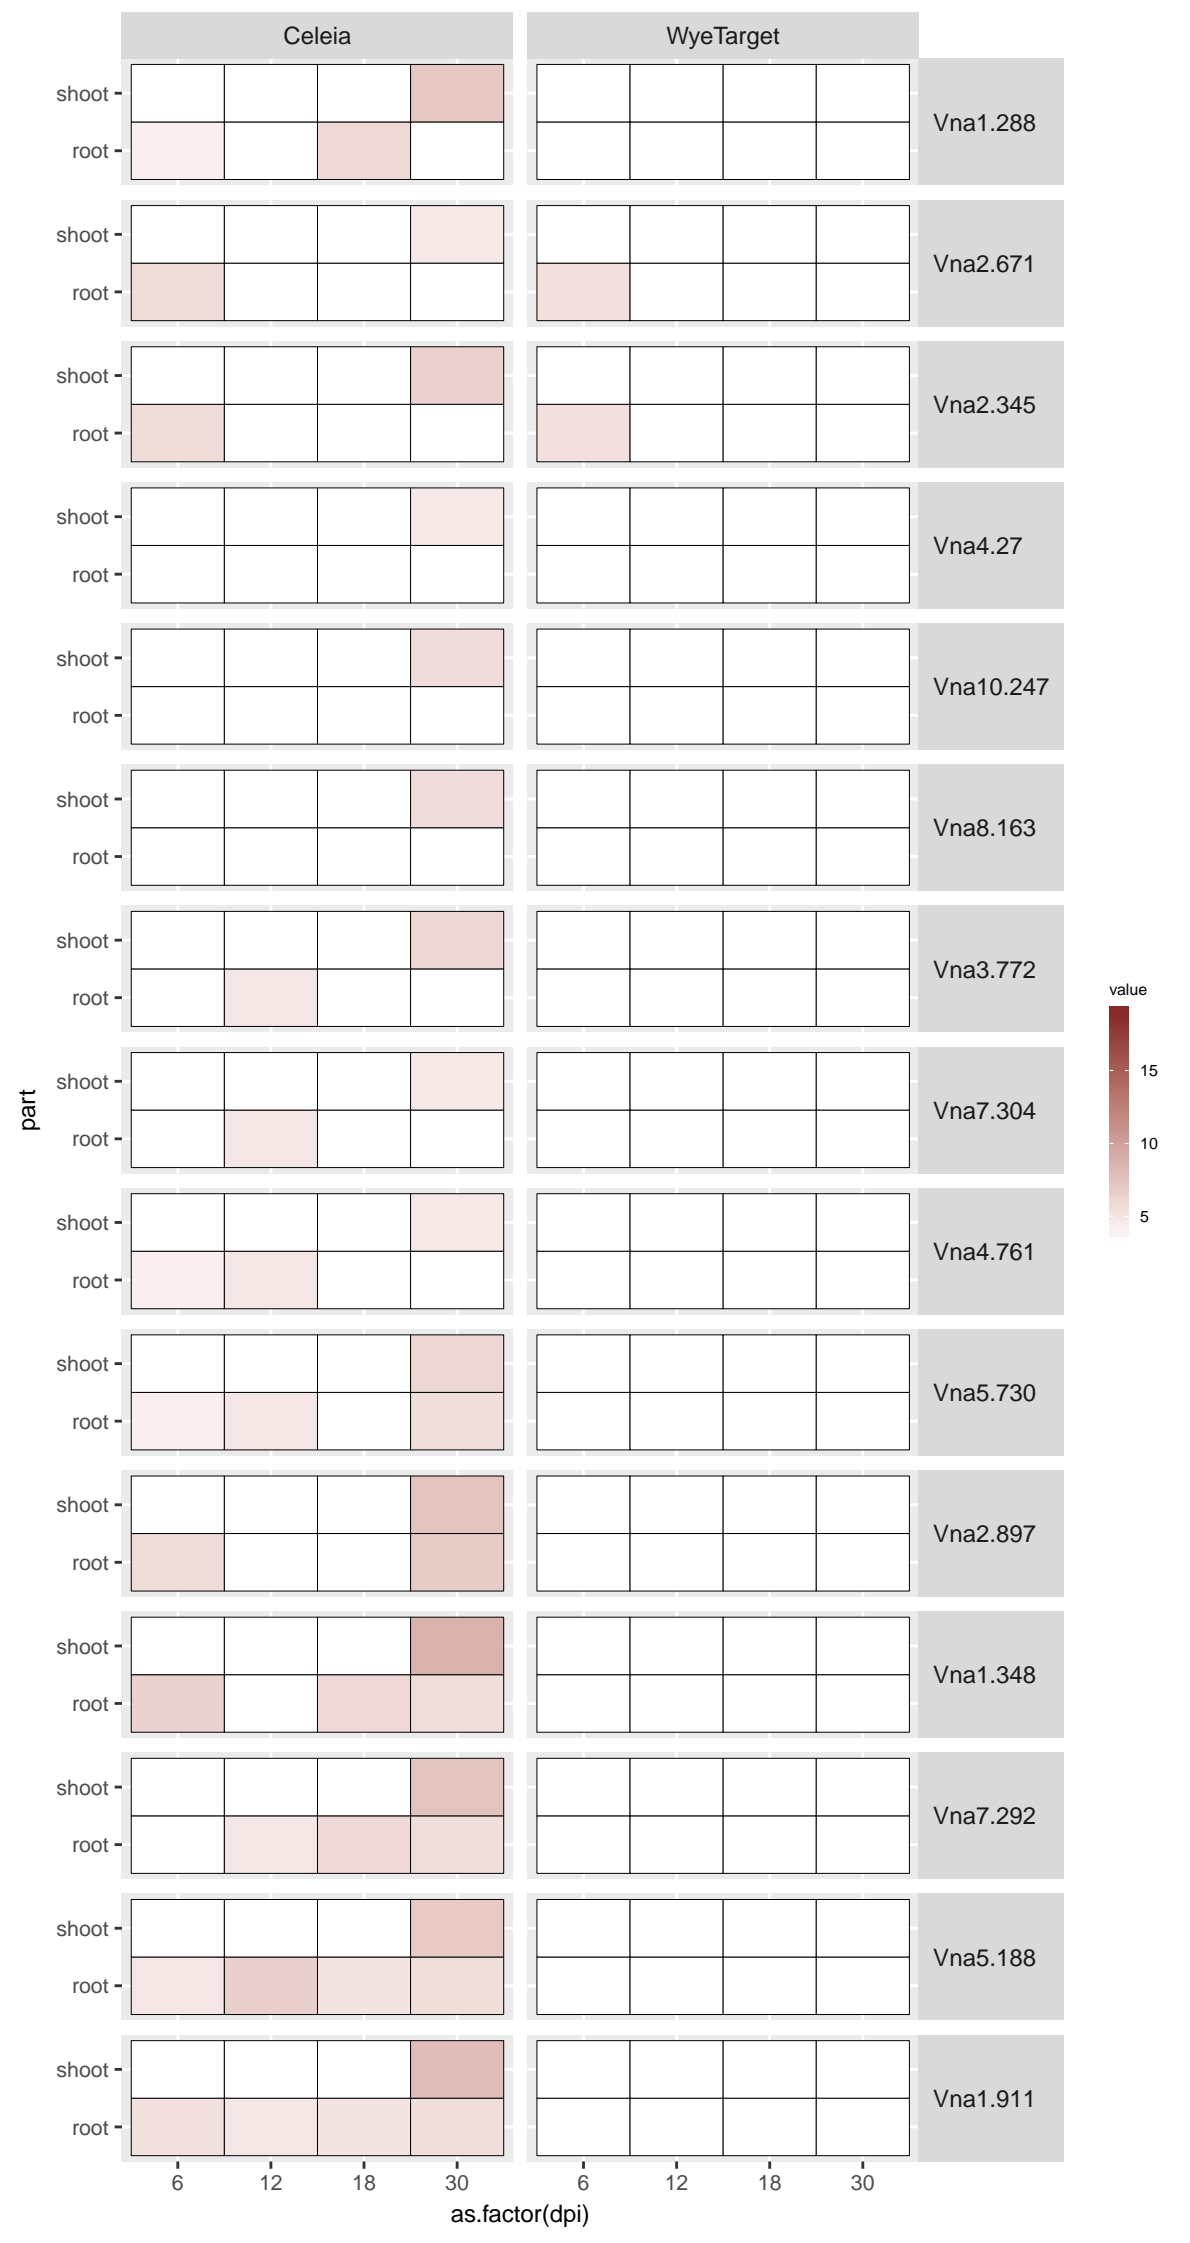 Celeia WyeTarget
shoot
root
Vna1.288
shoot
root
Vna2.671
shoot
root
Vna2.345
shoot
root
Vna4.27
shoot
root
Vna10.247
shoot
root
Vna8.163
shoot
root
Vna3.772
shoot
root
Vna7.304
shoot
root
Vna4.761
shoot
root
Vna5.730
shoot
root
Vna2.897
shoot
root
Vna1.348
shoot
root
Vna7.292
shoot
root
Vna5.188
shoot
root
Vna1.911
6 12 18 30 6 12 18 30
as.factor(dpi)
part
value
15
10
5